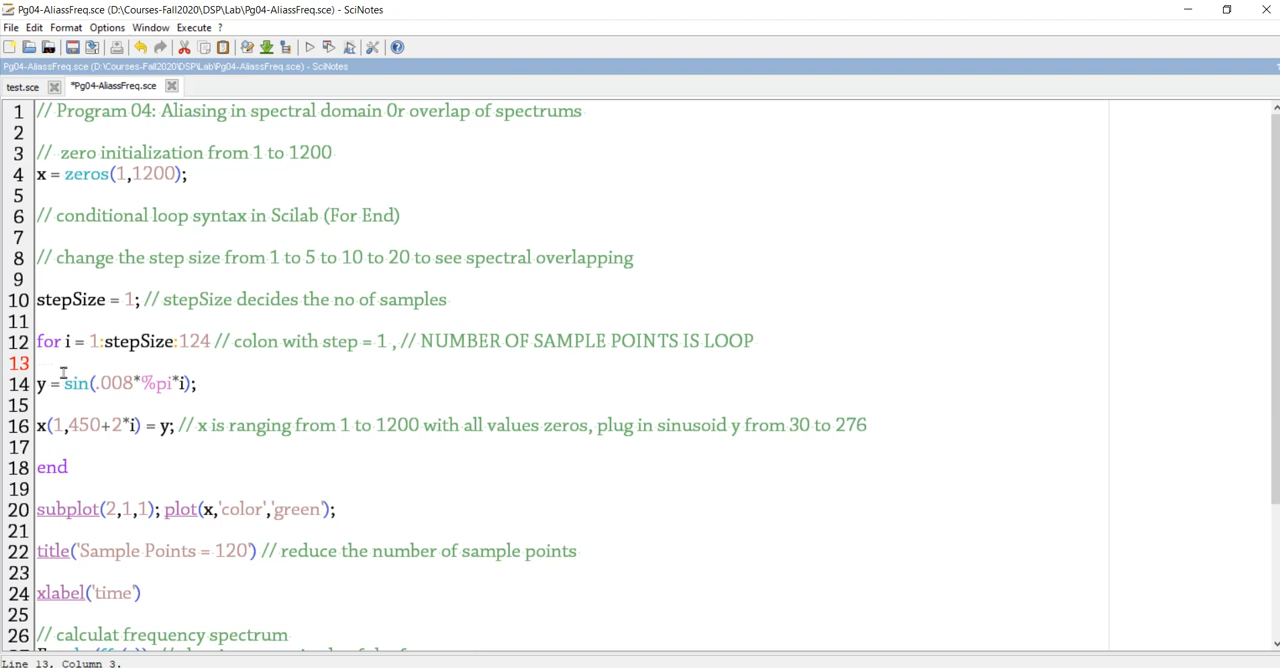 Pg04-AliassFreq.sce (D:\Courses-Fall2020\DSP\Lab\Pg04-AliassFreq.sce) - SciNotes
File Edit Format Options Window Execute ?
Pg04-AliassFreq.sce (D:\Courses-Fall2020\DSP\Lab\Pg04-AliassFreq.sce) - SciNotes
test.sce *Pg04-AliassFreq.sce
1 // Program 04: Aliasing in spectral domain 0r overlap of spectrums
2
3 // zero initialization from 1 to 1200
4 x = zeros(1,1200);
5
6 // conditional loop syntax in Scilab (For End)
7
8 // change the step size from 1 to 5 to 10 to 20 to see spectral overlapping
9
10 stepSize = 1; // stepSize decides the no of samples
11
12 for i = 1:stepSize:124 // colon with step = 1 , // NUMBER OF SAMPLE POINTS IS LOOP
13
14 y = sin(.008*%pi*i);
15
16 x(1,450+2*i) = y; // x is ranging from 1 to 1200 with all values zeros, plug in sinusoid y from 30 to 276
17
18 end
19
20 subplot(2,1,1); plot(x,'color','green');
21
22 title('Sample Points = 120') // reduce the number of sample points
23
24 xlabel('time')
25
26 // calculat frequency spectrum
Line 13, Column 3.